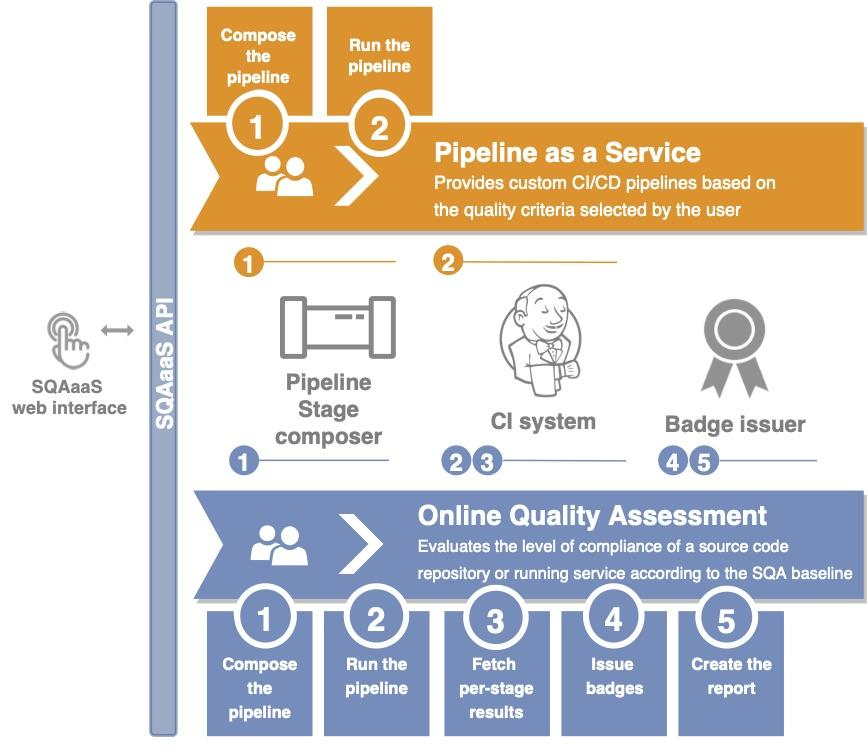 Compose
the
pipeline
Run the
pipeline
1
2
Pipeline as a Service
Provides custom CI/CD pipelines based on
the quality criteria selected by the user
1
2
SQAaaS API
SQAaaS
web interface
Pipeline
Stage
composer
CI system
Badge issuer
1
2 3
4 5
Online Quality Assessment
Evaluates the level of compliance of a source code
repository or running service according to the SQA baseline
1
2
3
4
5
Compose
the
pipeline
Run the
pipeline
Fetch
per-stage
results
Issue
badges
Create the
report